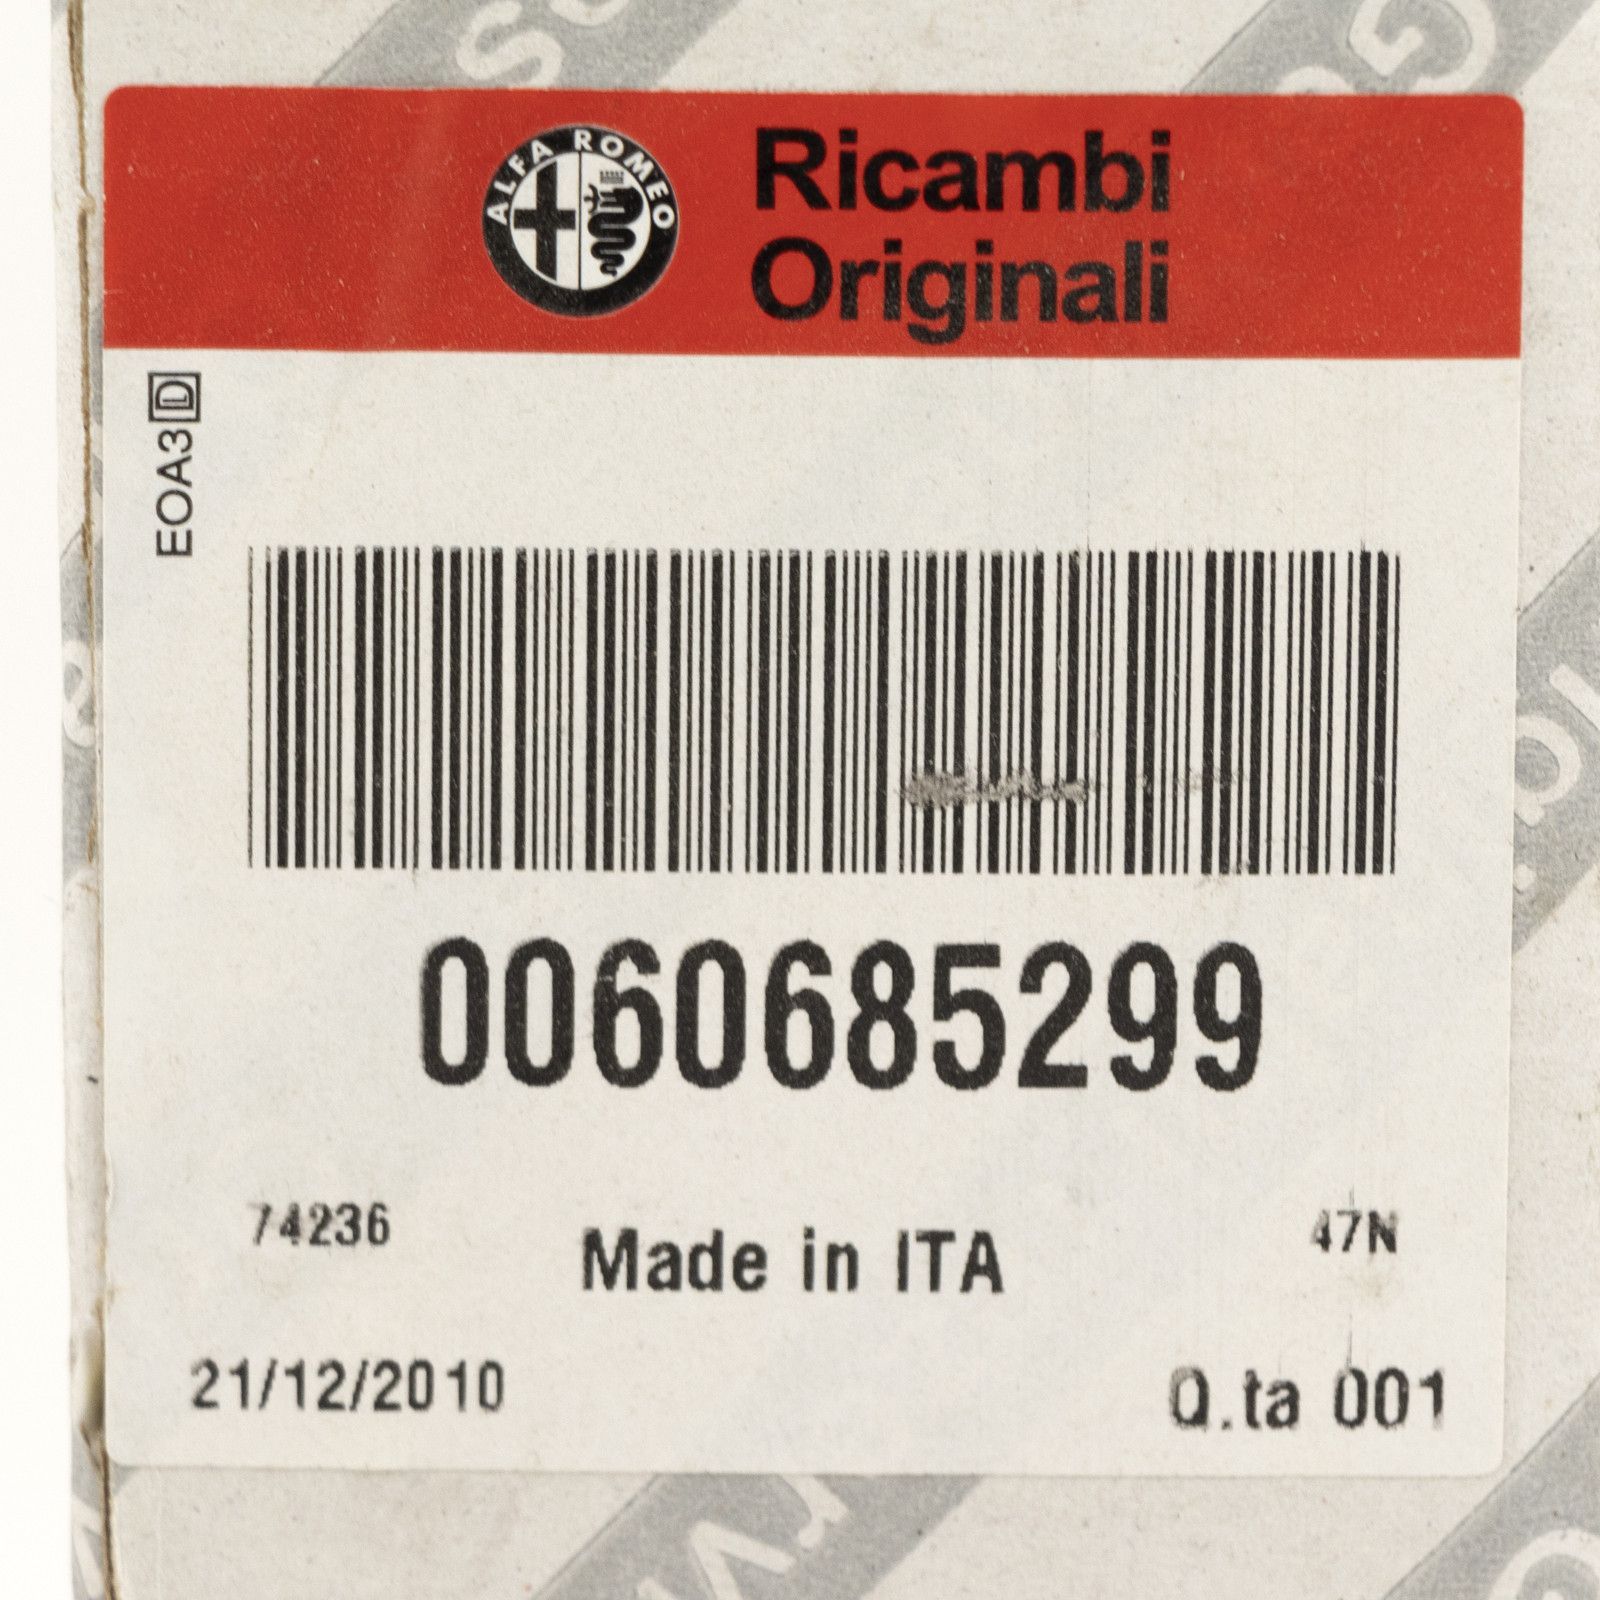 ALFA ROMEO
Ricambi
Originali
EOA3
0060685299
74236
Made in ITA
47N
21/12/2010
Q.ta 001